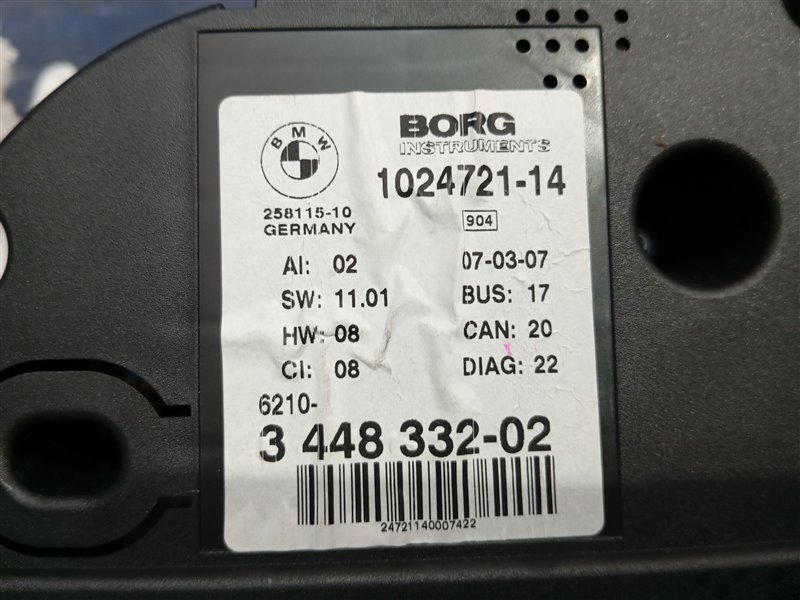 BMW
BORG
INSTRUMENTS
1024721-14
258115-10
GERMANY
904
AI: 02 07-03-07
SW: 11.01 BUS: 17
HW: 08 CAN: 20
CI: 08 DIAG: 22
6210-
3 448 332-02
24721140007422